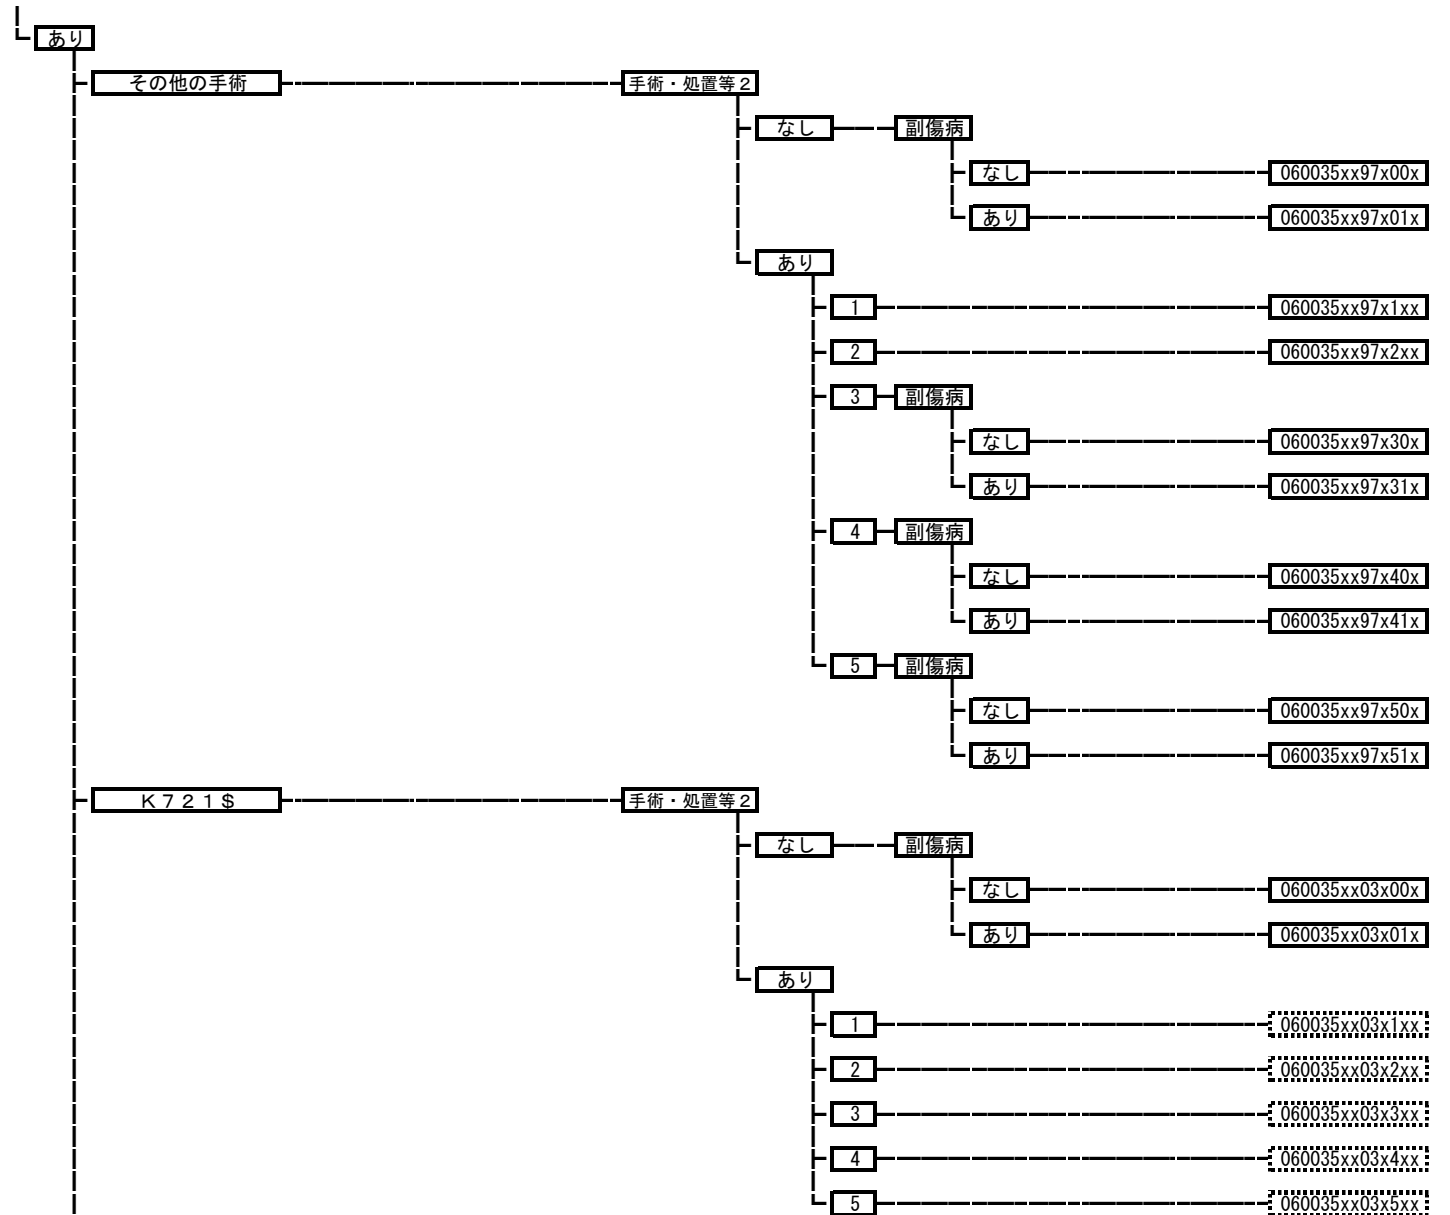 あり
その他の手術 手術・処置等２
なし 副傷病
なし 060035xx97x00x
あり 060035xx97x01x
あり
1 060035xx97x1xx
2 060035xx97x2xx
3 副傷病
なし 060035xx97x30x
あり 060035xx97x31x
4 副傷病
なし 060035xx97x40x
あり 060035xx97x41x
5 副傷病
なし 060035xx97x50x
あり 060035xx97x51x
Ｋ７２１＄ 手術・処置等２
なし 副傷病
なし 060035xx03x00x
あり 060035xx03x01x
あり
1 060035xx03x1xx
2 060035xx03x2xx
3 060035xx03x3xx
4 060035xx03x4xx
5 060035xx03x5xx